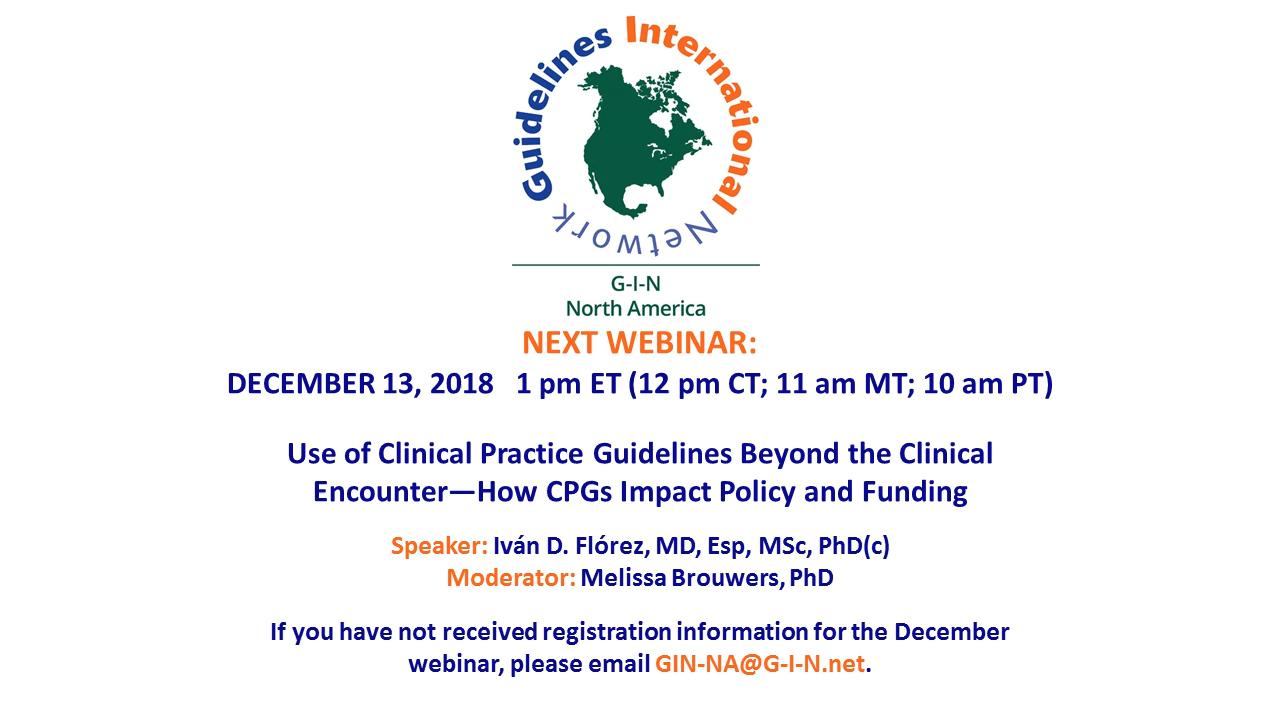 Guidelines International Network
G-I-N
North America
NEXT WEBINAR:
DECEMBER 13, 2018 1 pm ET (12 pm CT; 11 am MT; 10 am PT)
Use of Clinical Practice Guidelines Beyond the Clinical
Encounter—How CPGs Impact Policy and Funding
Speaker: Iván D. Flórez, MD, Esp, MSc, PhD(c)
Moderator: Melissa Brouwers, PhD
If you have not received registration information for the December
webinar, please email GIN-NA@G-I-N.net.